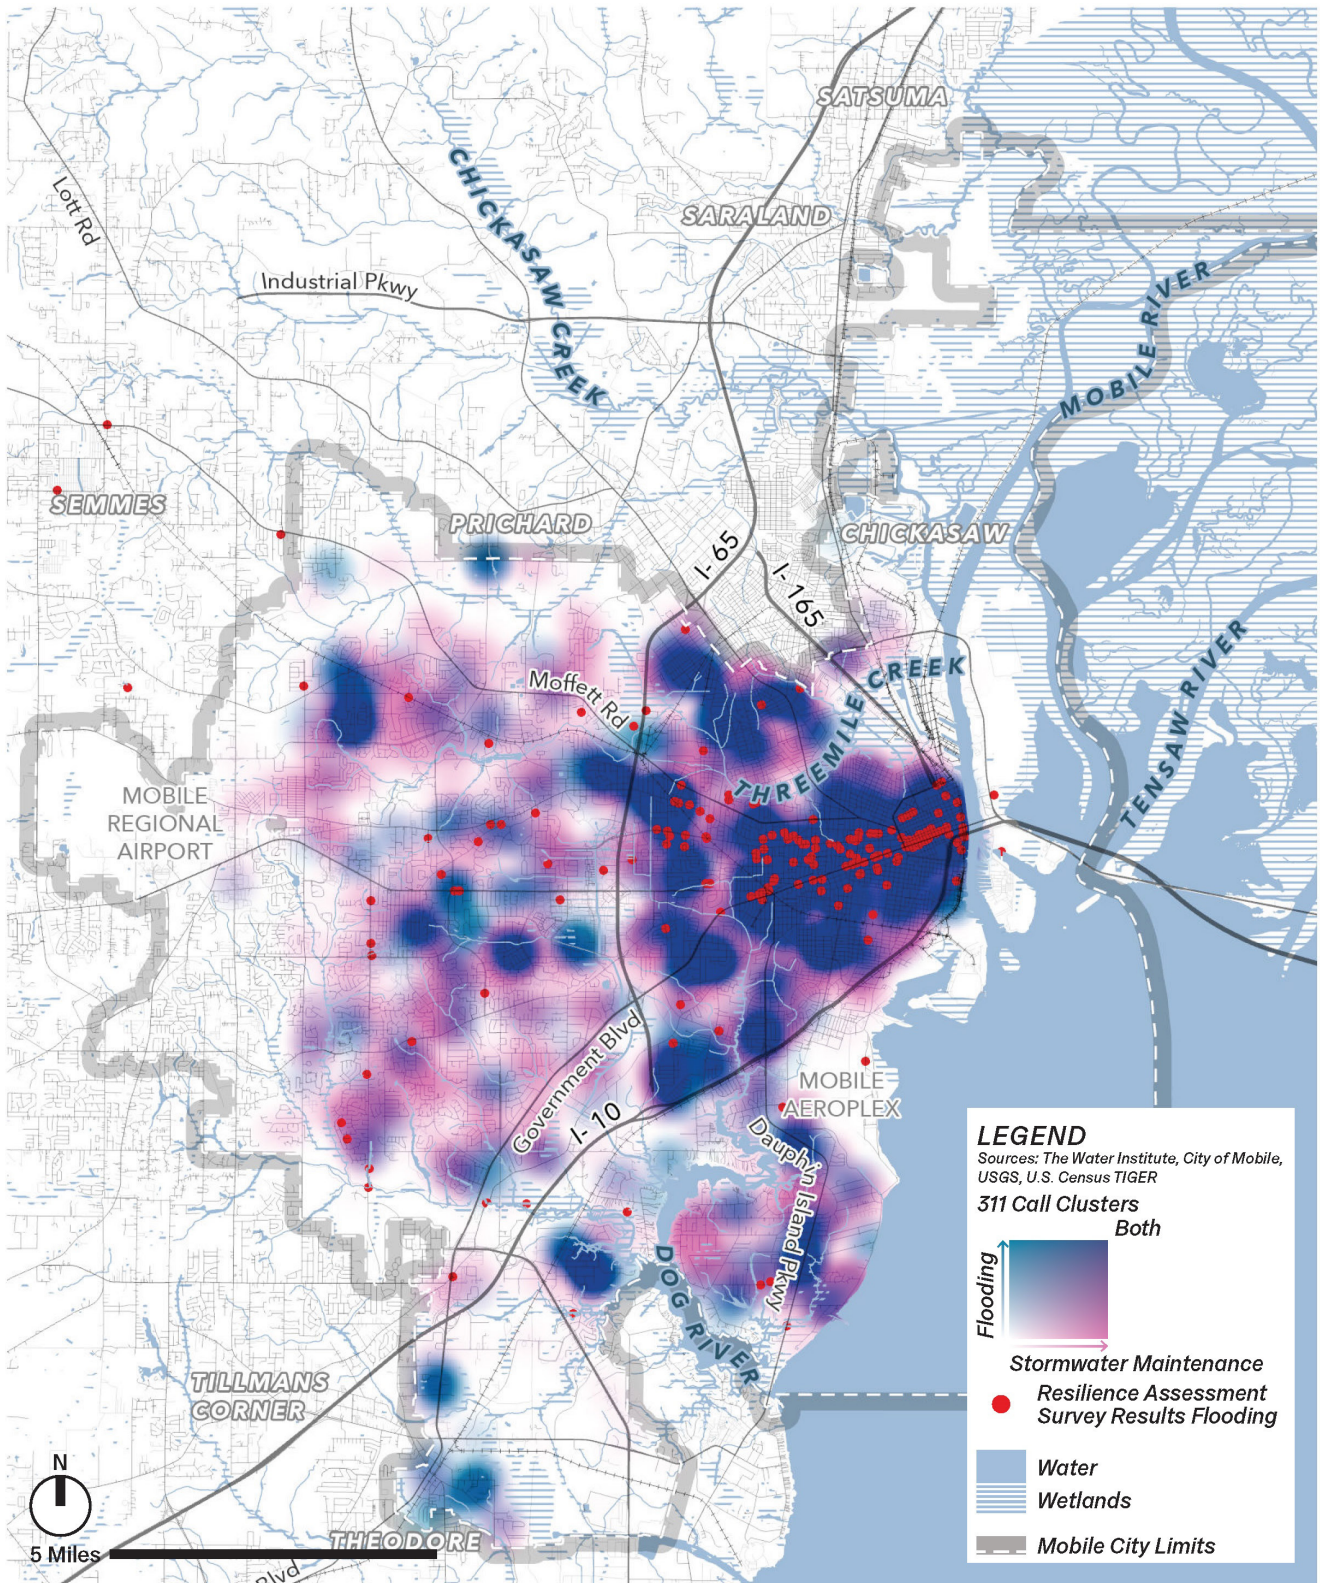 SATSUMA
CHICKASAW CREEK
Lott Rd
SARALAND
Industrial Pkwy
MOBILE RIVER
SEMMES
PRICHARD
CHICKASAW
I- 65
I- 165
TENSAW RIVER
Moffett Rd
THREEMILE CREEK
MOBILE
REGIONAL
AIRPORT
Government Blvd
I- 10
MOBILE
AEROPLEX
Dauphin Island Pkwy
DOG RIVER
TILLMANS
CORNER
THEODORE
Blvd
N
5 Miles
LEGEND
Sources: The Water Institute, City of Mobile,
USGS, U.S. Census TIGER
311 Call Clusters
Both
Flooding
Stormwater Maintenance
Resilience Assessment
Survey Results Flooding
Water
Wetlands
Mobile City Limits